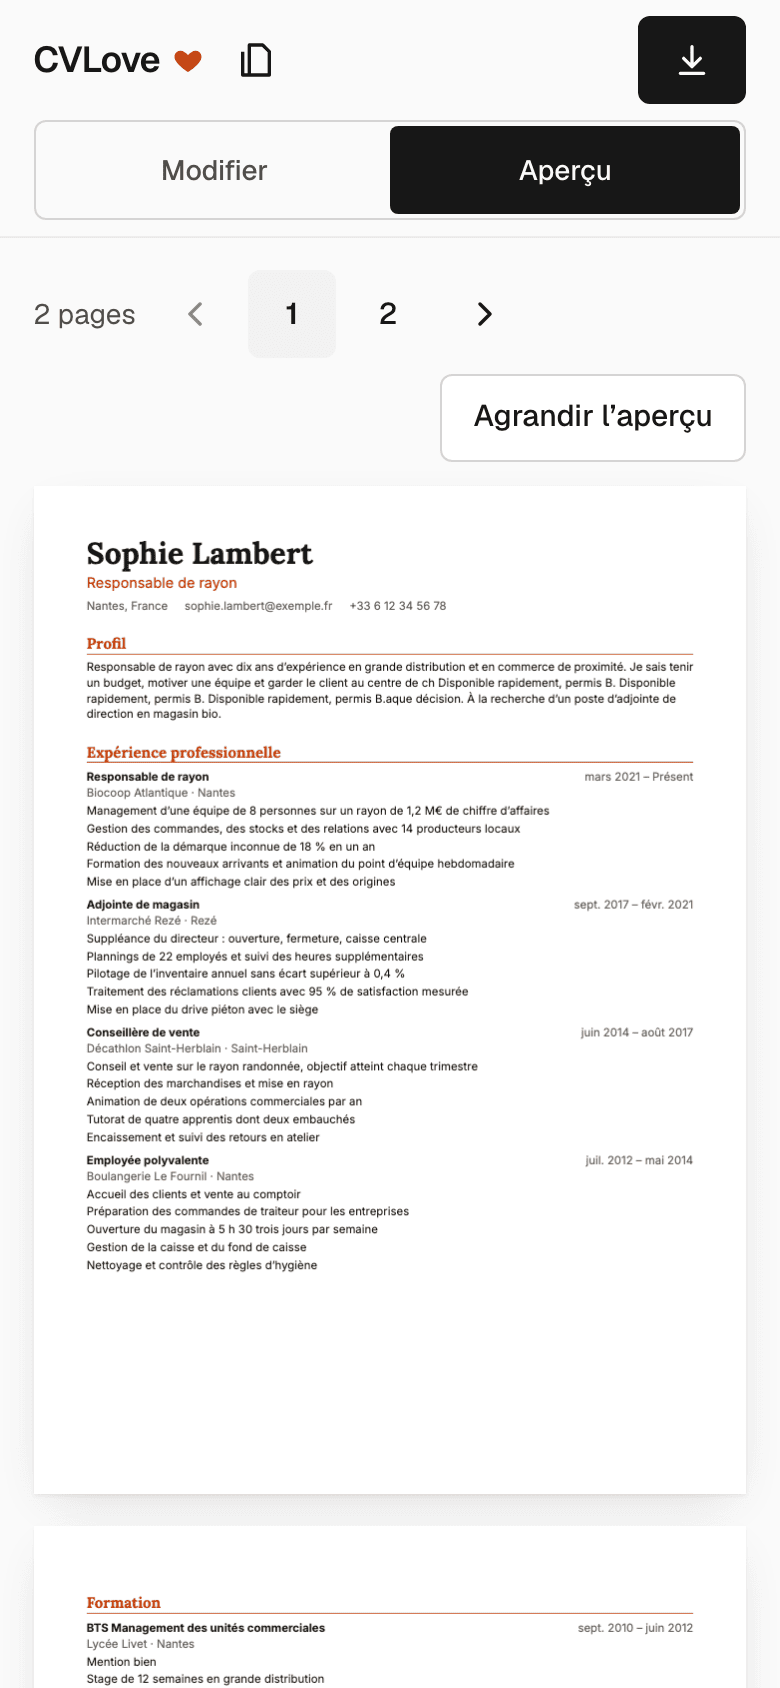 CVLove
Modifier
Aperçu
2 pages
1
2
Agrandir l’aperçu
Sophie Lambert
Responsable de rayon
Nantes, France sophie.lambert@exemple.fr +33 6 12 34 56 78
Profil
Responsable de rayon avec dix ans d’expérience en grande distribution et en commerce de proximité. Je sais tenir
un budget, motiver une équipe et garder le client au centre de ch Disponible rapidement, permis B. Disponible
rapidement, permis B. Disponible rapidement, permis B.aque décision. À la recherche d’un poste d’adjointe de
direction en magasin bio.
Expérience professionnelle
Responsable de rayon mars 2021 – Présent
Biocoop Atlantique · Nantes
Management d’une équipe de 8 personnes sur un rayon de 1,2 M€ de chiffre d’affaires
Gestion des commandes, des stocks et des relations avec 14 producteurs locaux
Réduction de la démarque inconnue de 18 % en un an
Formation des nouveaux arrivants et animation du point d’équipe hebdomadaire
Mise en place d’un affichage clair des prix et des origines
Adjointe de magasin sept. 2017 – févr. 2021
Intermarché Rezé · Rezé
Suppléance du directeur : ouverture, fermeture, caisse centrale
Plannings de 22 employés et suivi des heures supplémentaires
Pilotage de l’inventaire annuel sans écart supérieur à 0,4 %
Traitement des réclamations clients avec 95 % de satisfaction mesurée
Mise en place du drive piéton avec le siège
Conseillère de vente juin 2014 – août 2017
Décathlon Saint-Herblain · Saint-Herblain
Conseil et vente sur le rayon randonnée, objectif atteint chaque trimestre
Réception des marchandises et mise en rayon
Animation de deux opérations commerciales par an
Tutorat de quatre apprentis dont deux embauchés
Encaissement et suivi des retours en atelier
Employée polyvalente juil. 2012 – mai 2014
Boulangerie Le Fournil · Nantes
Accueil des clients et vente au comptoir
Préparation des commandes de traiteur pour les entreprises
Ouverture du magasin à 5 h 30 trois jours par semaine
Gestion de la caisse et du fond de caisse
Nettoyage et contrôle des règles d’hygiène
Formation
BTS Management des unités commerciales sept. 2010 – juin 2012
Lycée Livet · Nantes
Mention bien
Stage de 12 semaines en grande distribution